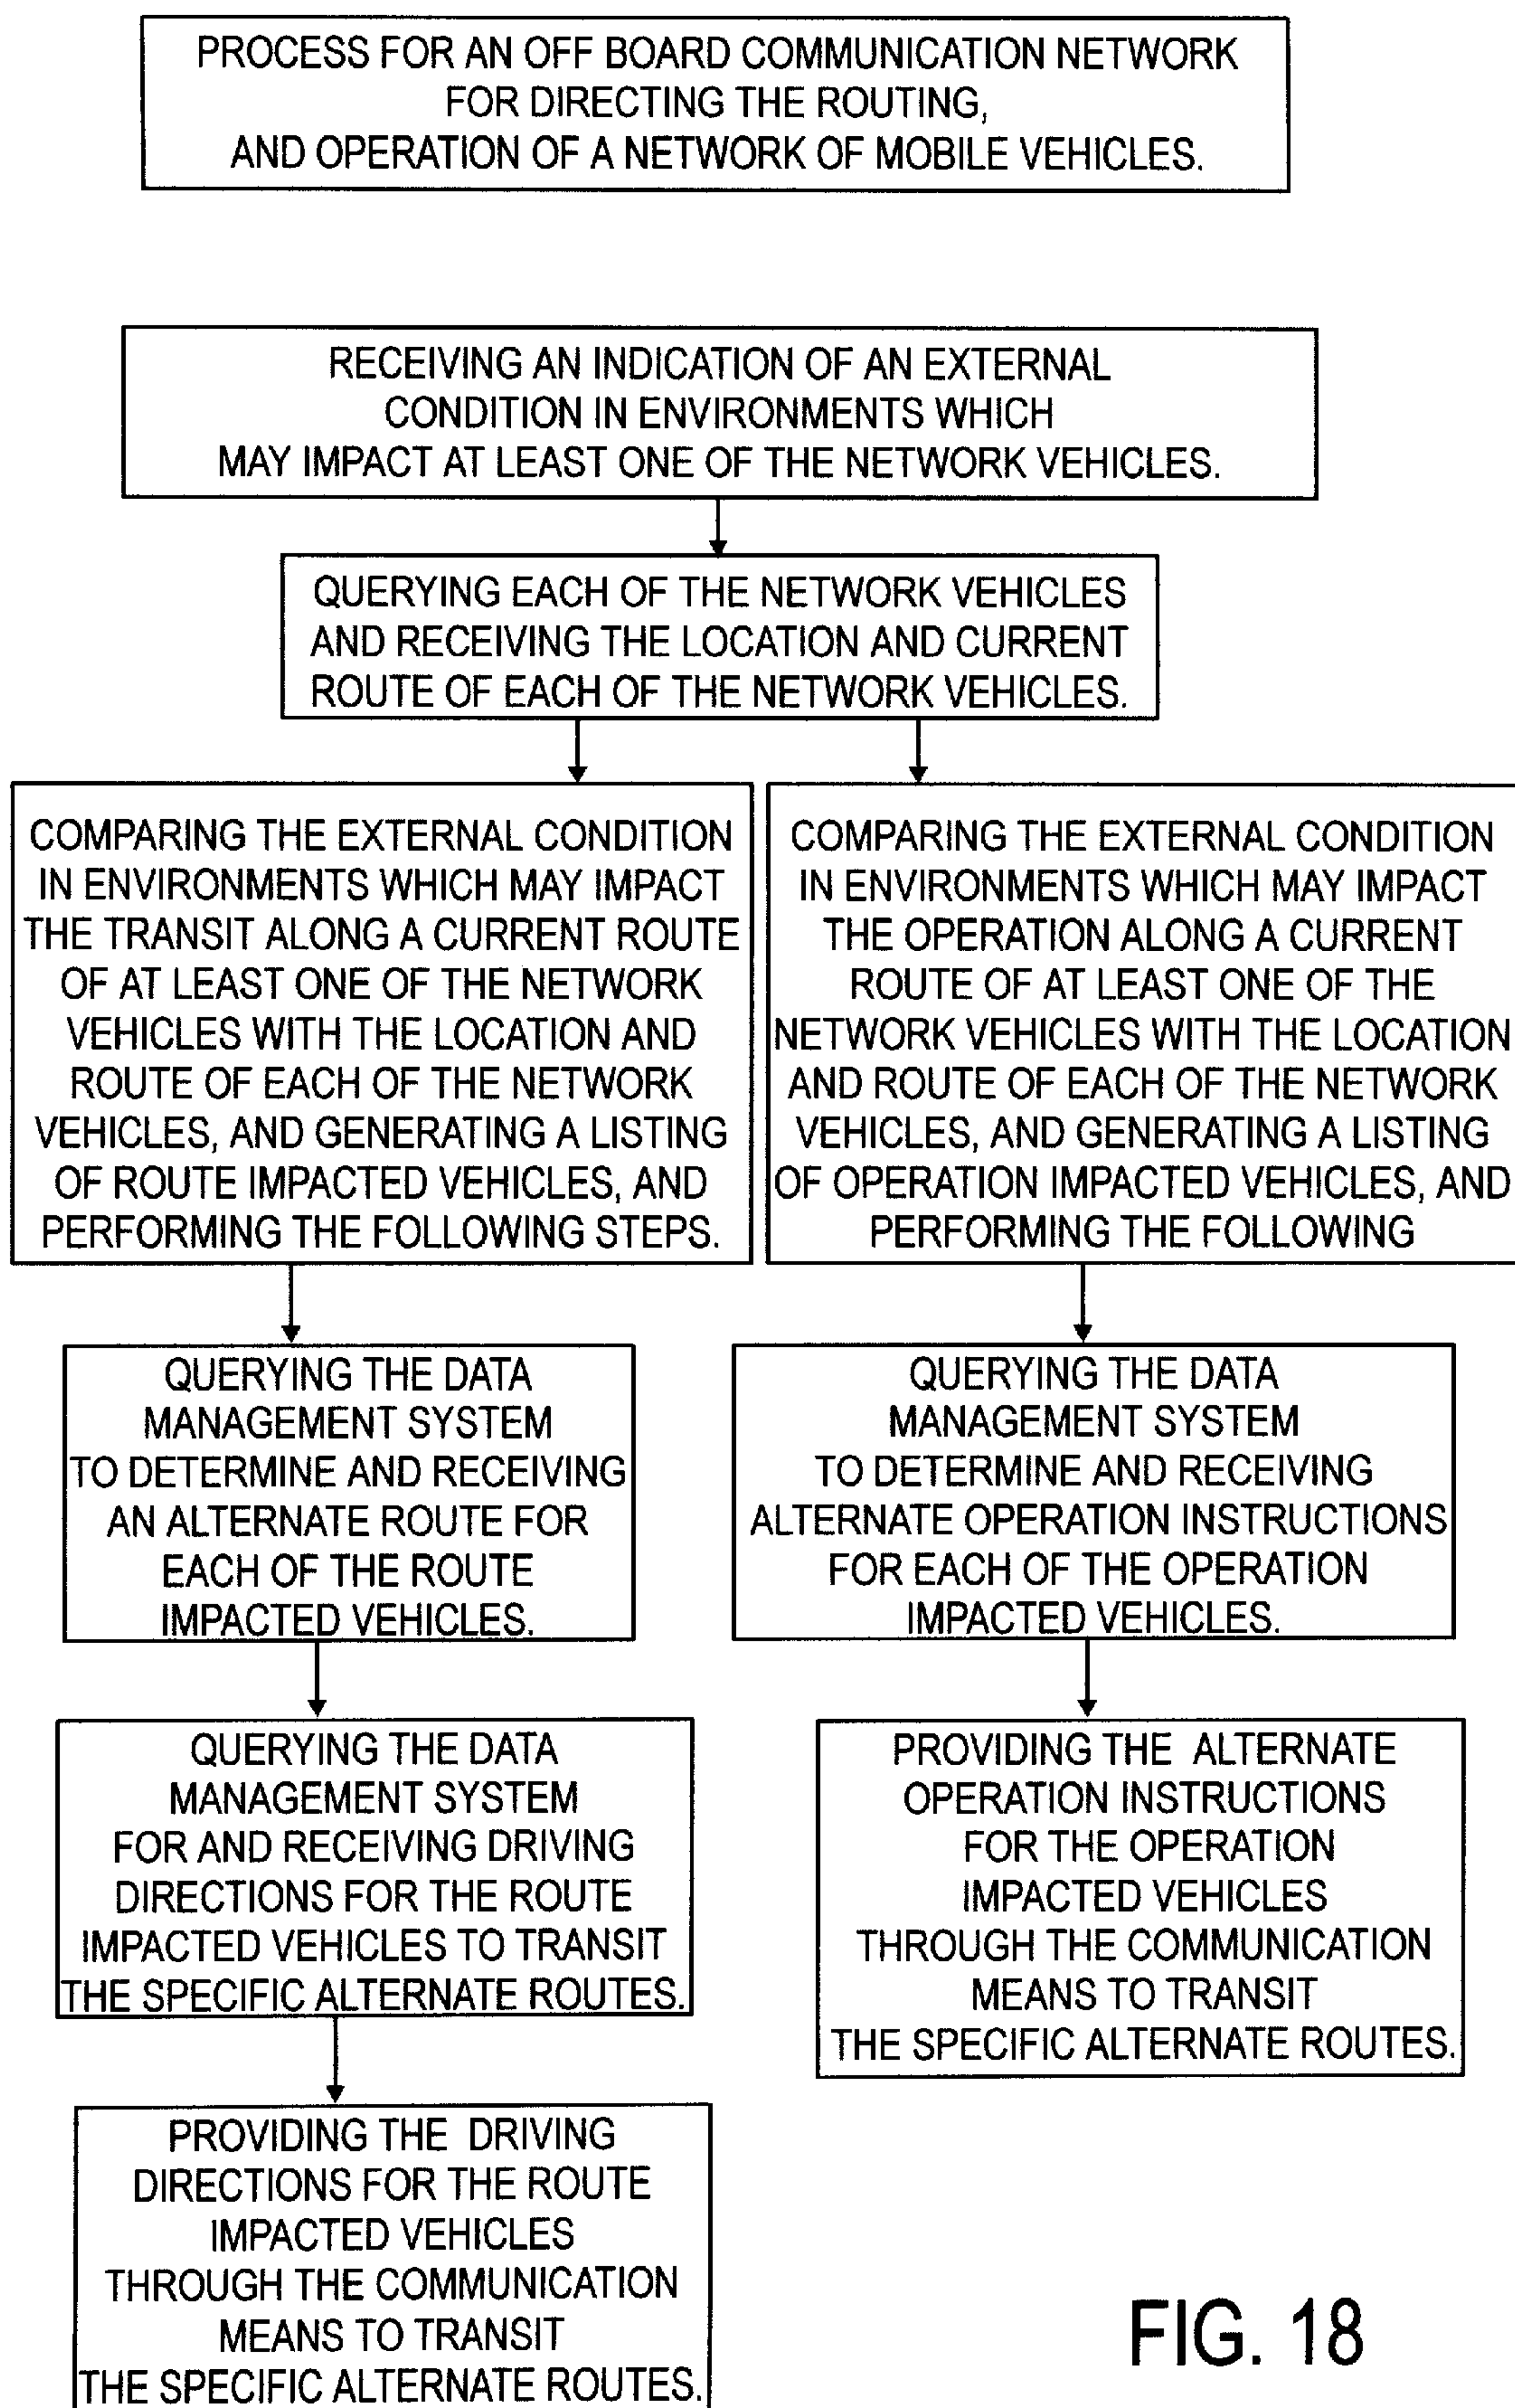 PROCESS FOR AN OFF BOARD COMMUNICATION NETWORK
FOR DIRECTING THE ROUTING,
AND OPERATION OF A NETWORK OF MOBILE VEHICLES.
RECEIVING AN INDICATION OF AN EXTERNAL
CONDITION IN ENVIRONMENTS WHICH
MAY IMPACT AT LEAST ONE OF THE NETWORK VEHICLES.
QUERYING EACH OF THE NETWORK VEHICLES
AND RECEIVING THE LOCATION AND CURRENT
ROUTE OF EACH OF THE NETWORK VEHICLES.
COMPARING THE EXTERNAL CONDITION
IN ENVIRONMENTS WHICH MAY IMPACT
THE TRANSIT ALONG A CURRENT ROUTE
OF AT LEAST ONE OF THE NETWORK
VEHICLES WITH THE LOCATION AND
ROUTE OF EACH OF THE NETWORK
VEHICLES, AND GENERATING A LISTING
OF ROUTE IMPACTED VEHICLES, AND
PERFORMING THE FOLLOWING STEPS.
COMPARING THE EXTERNAL CONDITION
IN ENVIRONMENTS WHICH MAY IMPACT
THE OPERATION ALONG A CURRENT
ROUTE OF AT LEAST ONE OF THE
NETWORK VEHICLES WITH THE LOCATION
AND ROUTE OF EACH OF THE NETWORK
VEHICLES, AND GENERATING A LISTING
OF OPERATION IMPACTED VEHICLES, AND
PERFORMING THE FOLLOWING
QUERYING THE DATA
MANAGEMENT SYSTEM
TO DETERMINE AND RECEIVING
AN ALTERNATE ROUTE FOR
EACH OF THE ROUTE
IMPACTED VEHICLES.
QUERYING THE DATA
MANAGEMENT SYSTEM
TO DETERMINE AND RECEIVING
ALTERNATE OPERATION INSTRUCTIONS
FOR EACH OF THE OPERATION
IMPACTED VEHICLES.
QUERYING THE DATA
MANAGEMENT SYSTEM
FOR AND RECEIVING DRIVING
DIRECTIONS FOR THE ROUTE
IMPACTED VEHICLES TO TRANSIT
THE SPECIFIC ALTERNATE ROUTES.
PROVIDING THE ALTERNATE
OPERATION INSTRUCTIONS
FOR THE OPERATION
IMPACTED VEHICLES
THROUGH THE COMMUNICATION
MEANS TO TRANSIT
THE SPECIFIC ALTERNATE ROUTES.
PROVIDING THE DRIVING
DIRECTIONS FOR THE ROUTE
IMPACTED VEHICLES
THROUGH THE COMMUNICATION
MEANS TO TRANSIT
THE SPECIFIC ALTERNATE ROUTES.
FIG. 18